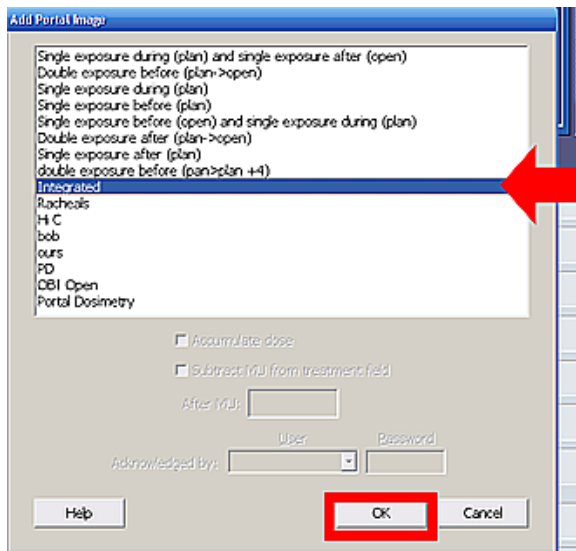 Add Portal Image
Single exposure during (plan) and single exposure after (open)
Double exposure before (plan->open)
Single exposure during (plan)
Single exposure before (plan)
Single exposure before (open) and single exposure during (plan)
Double exposure after (plan->open)
Single exposure after (plan)
double exposure before (pan>plan +4)
Integrated
Racheals
Hi C
bob
ours
PD
OBI Open
Portal Dosimetry
Accumulate dose
Subtract MU from treatment field
After MU:
User
Password
Acknowledged by:
Help
OK
Cancel